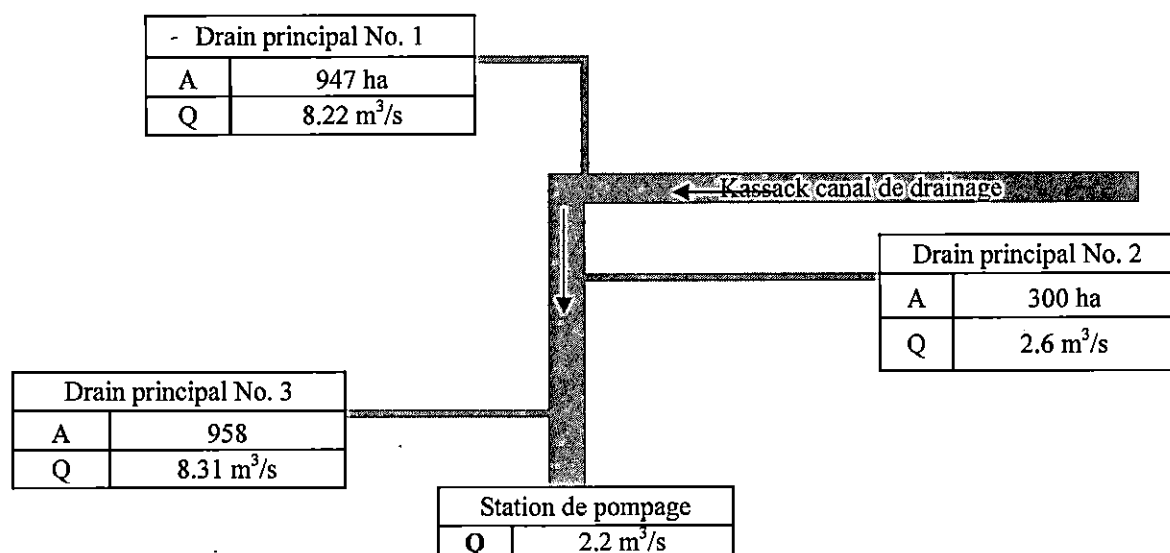 - Drain principal No. 1
A 947 ha
Q 8.22 m³/s
Kassack canal de drainage
Drain principal No. 2
A 300 ha
Q 2.6 m³/s
Drain principal No. 3
A 958
Q 8.31 m³/s
Station de pompage
Q 2.2 m³/s